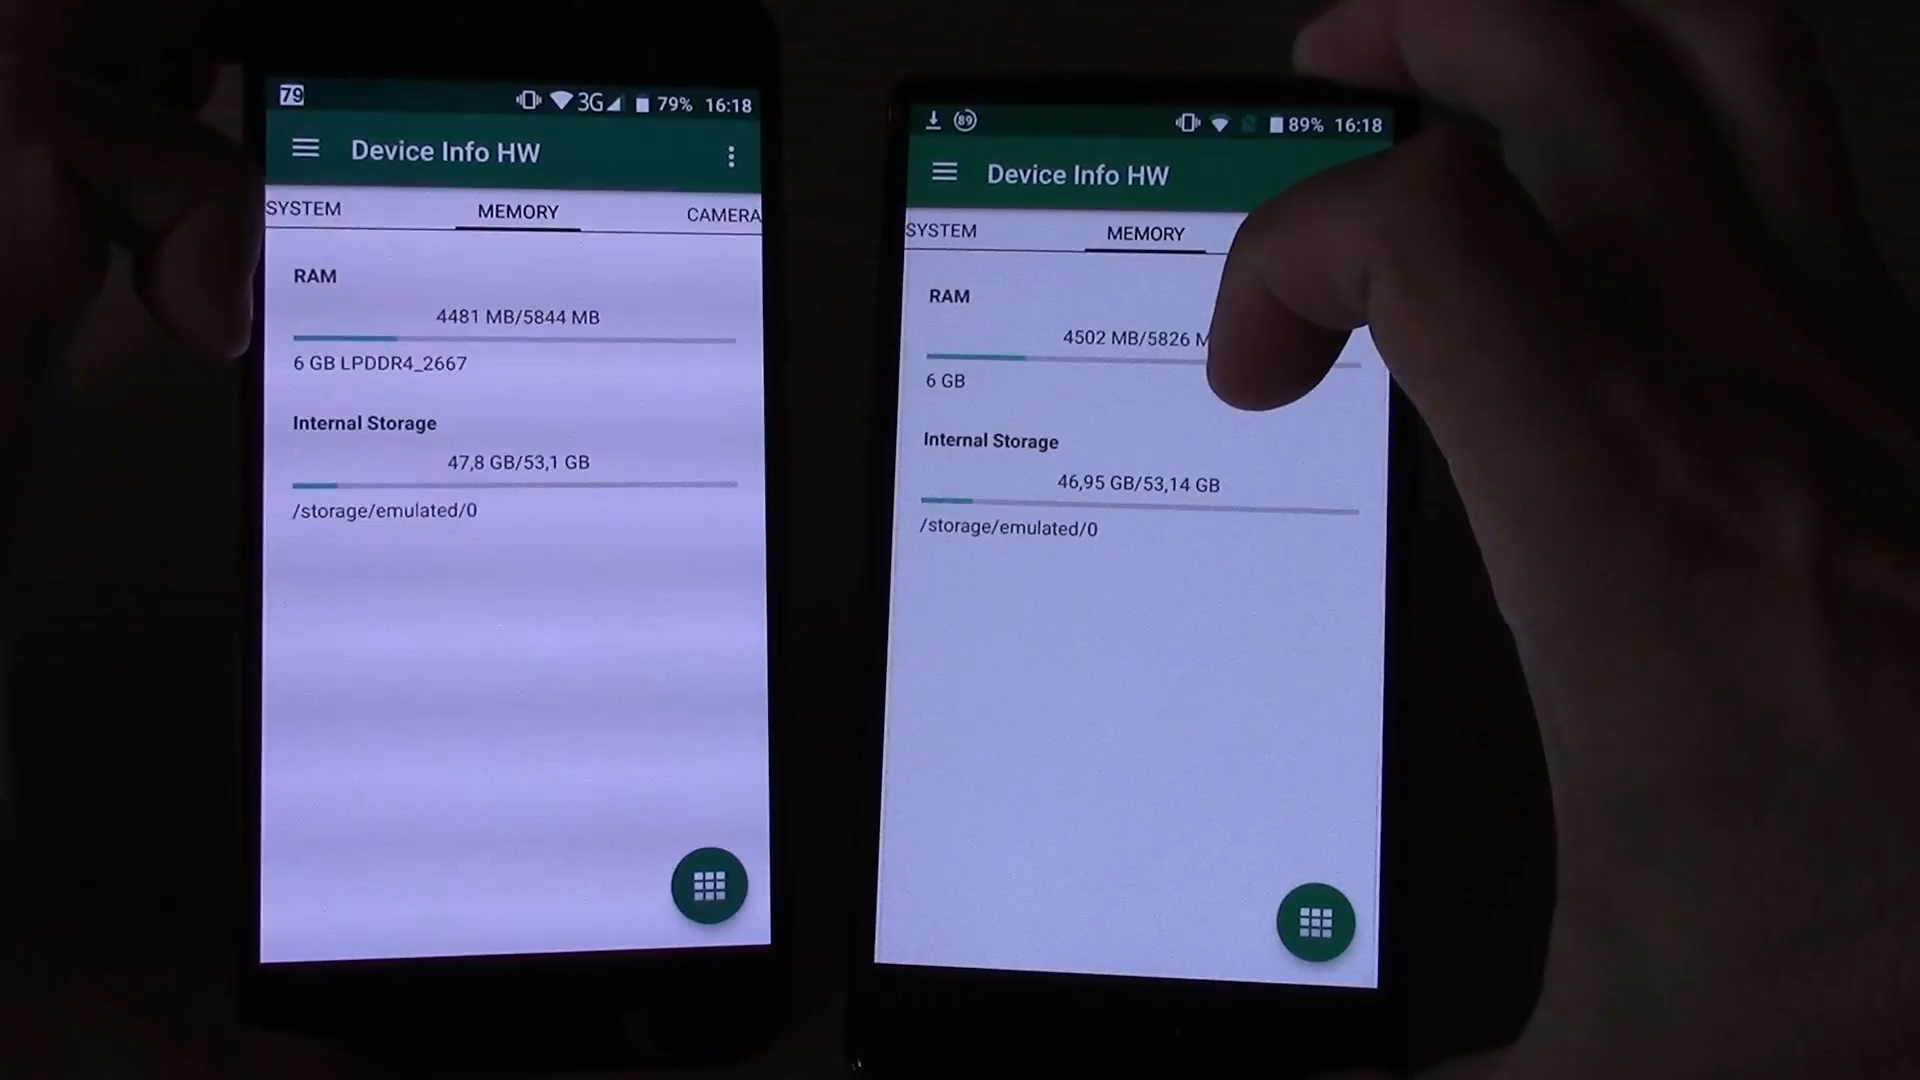 79
3G 79% 16:18
Device Info HW
SYSTEM MEMORY CAMERA
RAM
4481 MB/5844 MB
6 GB LPDDR4_2667
Internal Storage
47,8 GB/53,1 GB
/storage/emulated/0
89 89% 16:18
Device Info HW
SYSTEM MEMORY
RAM
4502 MB/5826 M
6 GB
Internal Storage
46,95 GB/53,14 GB
/storage/emulated/0